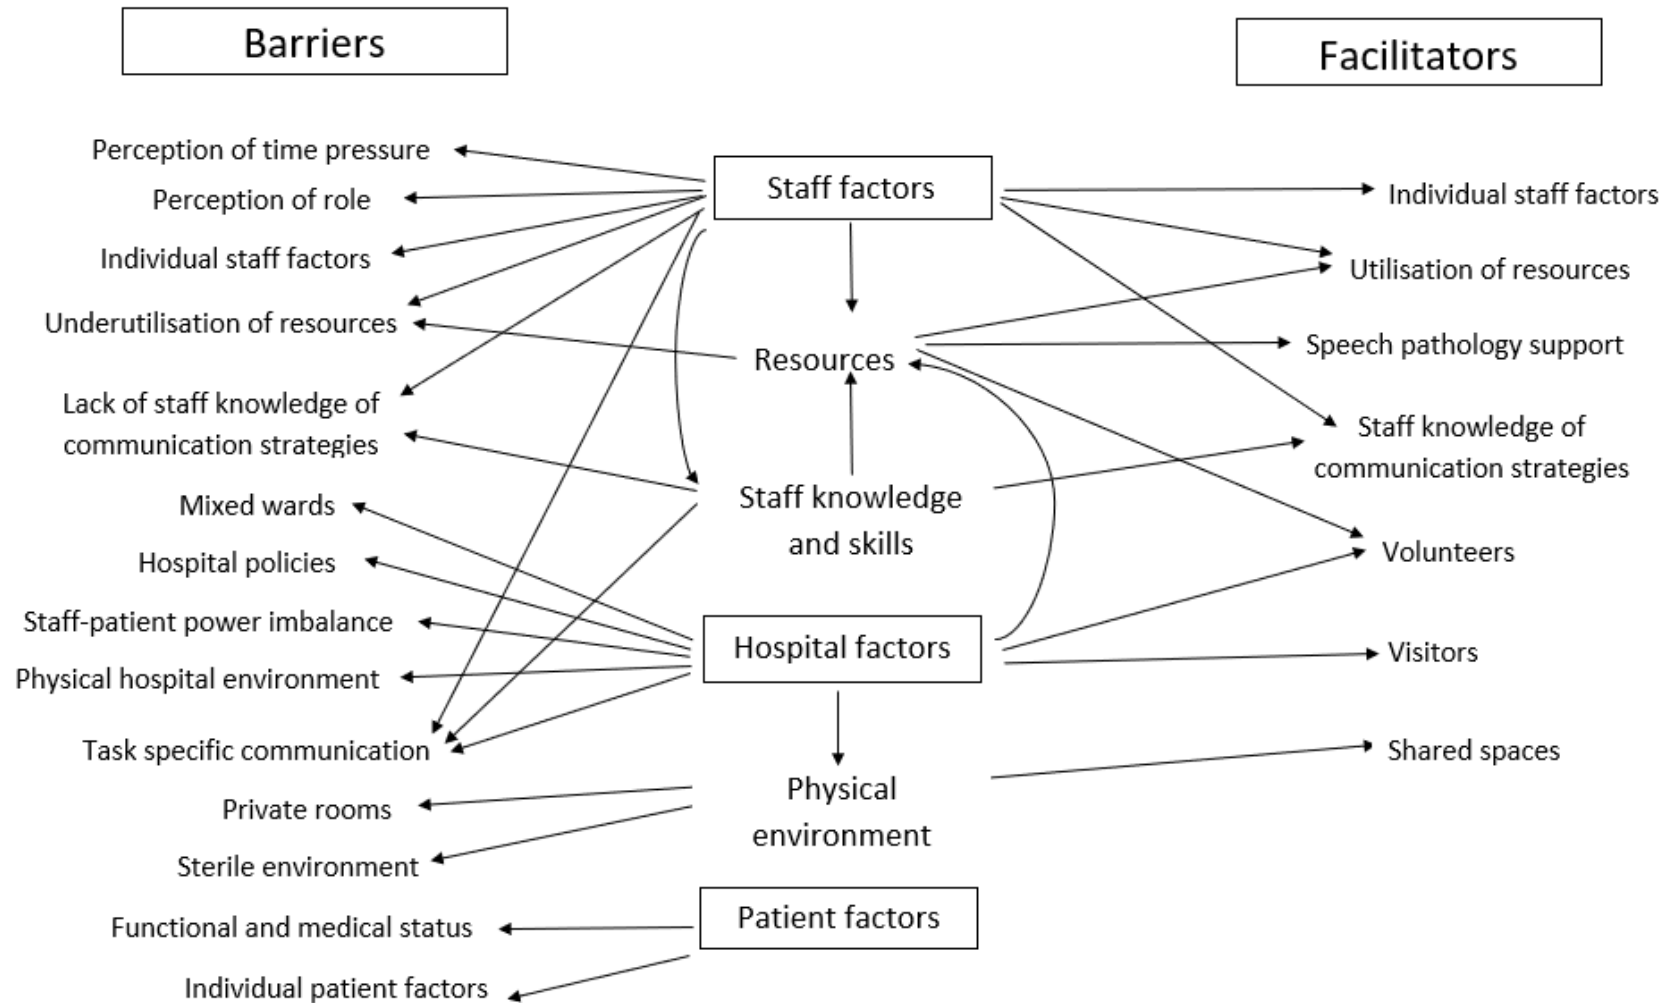 Barriers
Facilitators
Perception of time pressure
Perception of role
Individual staff factors
Underutilisation of resources
Lack of staff knowledge of
communication strategies
Mixed wards
Hospital policies
Staff-patient power imbalance
Physical hospital environment
Task specific communication
Private rooms
Sterile environment
Functional and medical status
Individual patient factors
Staff factors
Resources
Staff knowledge
and skills
Hospital factors
Physical
environment
Patient factors
Individual staff factors
Utilisation of resources
Speech pathology support
Staff knowledge of
communication strategies
Volunteers
Visitors
Shared spaces